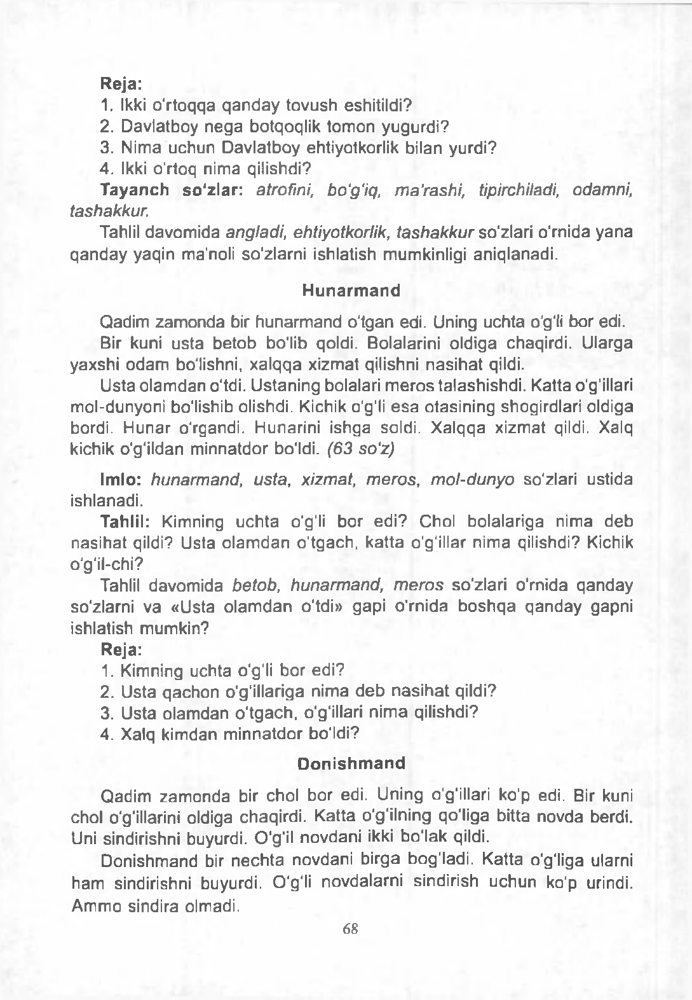 Reja:
1. Ikki o'rtoqqa qanday tovush eshitildi?
2. Davlatboy nega botqoqlik tomon yugurdi?
3. Nima uchun Davlatboy ehtiyotkorlik bilan yurdi?
4. Ikki o'rtoq nima qilishdi?
Tayanch so'zlar: atrofini, bo'g'iq, ma'rashi, tipirchiladi, odamni,
tashakkur.
Tahlil davomida angladi, ehtiyotkorlik, tashakkur so'zlari o'rnida yana
qanday yaqin ma'noli so'zlarni ishlatish mumkinligi aniqlanadi.
Hunarmand
Qadim zamonda bir hunarmand o'tgan edi. Uning uchta o'g'li bor edi.
Bir kuni usta betob bo'lib qoldi. Bolalarini oldiga chaqirdi. Ularga
yaxshi odam bo'lishni, xalqqa xizmat qilishni nasihat qildi.
Usta olamdan o'tdi. Ustaning bolalari meros talashishdi. Katta o'g'illari
mol-dunyoni bo'lishib olishdi. Kichik o'g'li esa otasining shogirdlari oldiga
bordi. Hunar o'rgandi. Hunarini ishga soldi. Xalqqa xizmat qildi. Xalq
kichik o'g'ildan minnatdor bo'ldi. (63 so'z)
Imlo: hunarmand, usta, xizmat, meros, mol-dunyo so'zlari ustida
ishlanadi.
Tahlil: Kimning uchta o'g'li bor edi? Chol bolalariga nima deb
nasihat qildi? Usta olamdan o'tgach, katta o'g'illar nima qilishdi? Kichik
o'g'il-chi?
Tahlil davomida betob, hunarmand, meros so'zlari o'rnida qanday
so'zlarni va «Usta olamdan o'tdi» gapi o'rnida boshqa qanday gapni
ishlatish mumkin?
Reja:
1. Kimning uchta o'g'li bor edi?
2. Usta qachon o'g'illariga nima deb nasihat qildi?
3. Usta olamdan o'tgach, o'g'illari nima qilishdi?
4. Xalq kimdan minnatdor bo'ldi?
Donishmand
Qadim zamonda bir chol bor edi. Uning o'g'illari ko'p edi. Bir kuni
chol o'g'illarini oldiga chaqirdi. Katta o'g'ilning qo'liga bitta novda berdi.
Uni sindirishni buyurdi. O'g'il novdani ikki bo'lak qildi.
Donishmand bir nechta novdani birga bog'ladi. Katta o'g'liga ularni
ham sindirishni buyurdi. O'g'li novdalarni sindirish uchun ko'p urindi.
Ammo sindira olmadi.
68